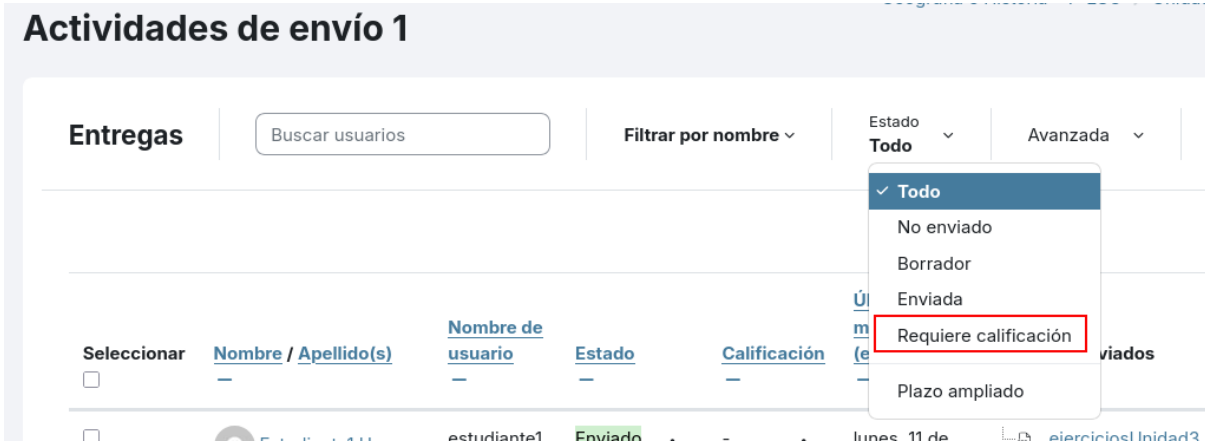 Actividades de envío 1
Entregas
Buscar usuarios
Filtrar por nombre
Estado
Todo
Avanzada
Todo
No enviado
Borrador
Enviada
Requiere calificación
Plazo ampliado
Seleccionar
Nombre / Apellido(s)
Nombre de
usuario
Estado
Calificación
viados
estudiante1
Enviado
-
lunes, 11 de
ejerciciosUnidad3